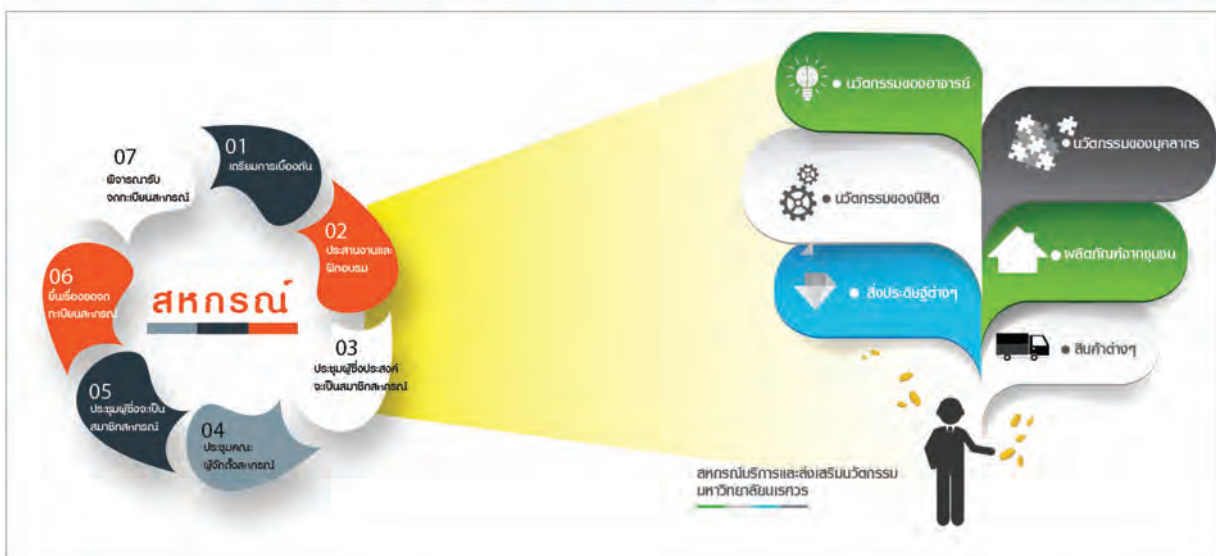 01
เตรียมการเบื้องต้น
02
ประสานงานและ
ฝึกอบรม
03
ประชุมผู้ซึ่งประสงค์
จะเป็นสมาชิกสหกรณ์
04
ประชุมคณะ
ผู้จัดตั้งสหกรณ์
05
ประชุมผู้ซึ่งจะเป็น
สมาชิกสหกรณ์
06
ยื่นเรื่องขอจด
ทะเบียนสหกรณ์
07
พิจารณารับ
จดทะเบียนสหกรณ์
สหกรณ์
นวัตกรรมของอาจารย์
นวัตกรรมของบุคลากร
นวัตกรรมของนิสิต
ผลิตภัณฑ์จากชุมชน
สิ่งประดิษฐ์ต่างๆ
สินค้าต่างๆ
สหกรณ์บริการและส่งเสริมนวัตกรรม
มหาวิทยาลัยนเรศวร